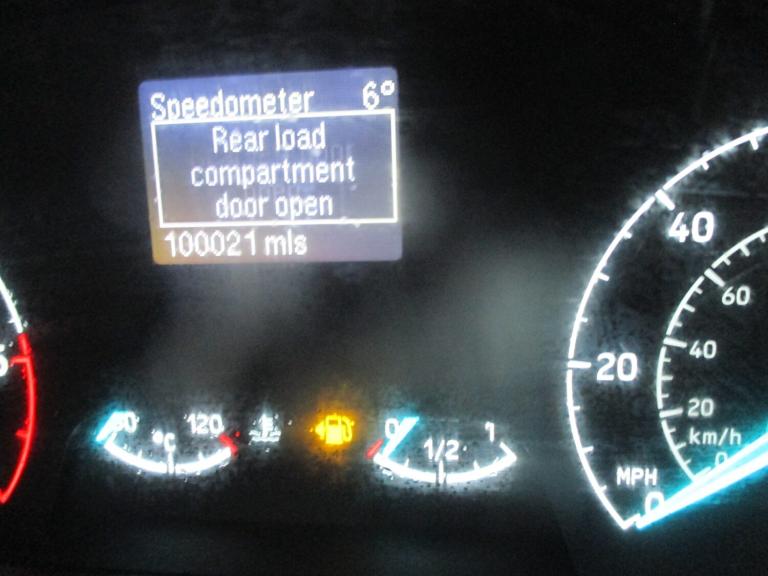 Speedometer 6°
Rear load
compartment
door open
100021 mls
40
60
20
40
20
km/h
0
MPH
0
120
°C
0
1/2
1